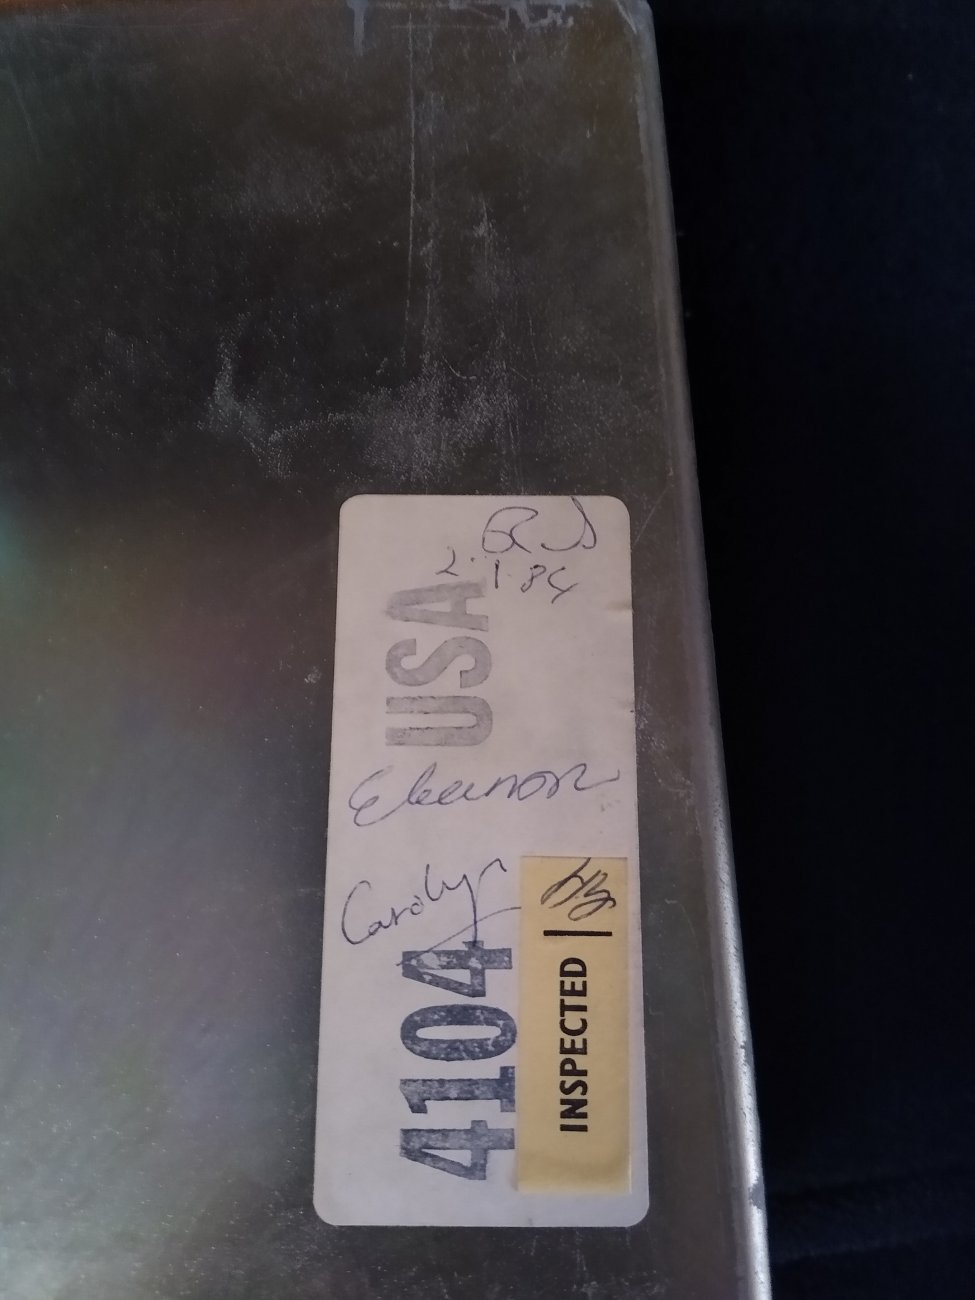 2.1.84
USA
Eleanor
Carolyn
4104
INSPECTED